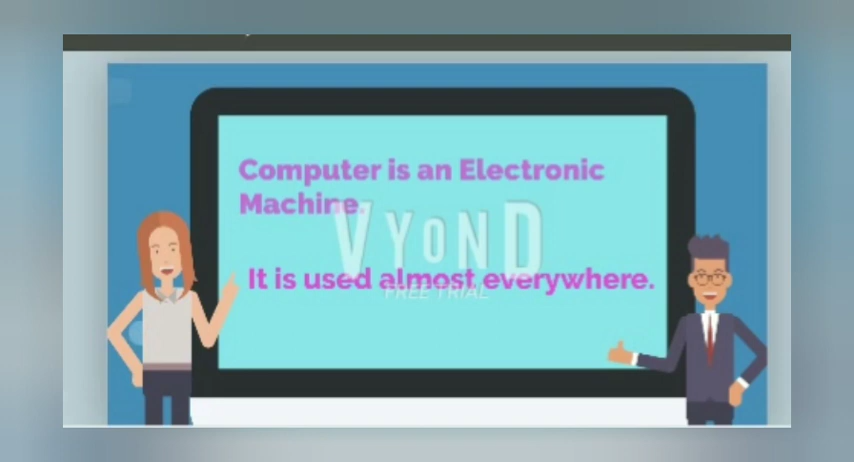 Computer is an Electronic
Machine.
VYOND
It is used almost everywhere.
FREE TRIAL